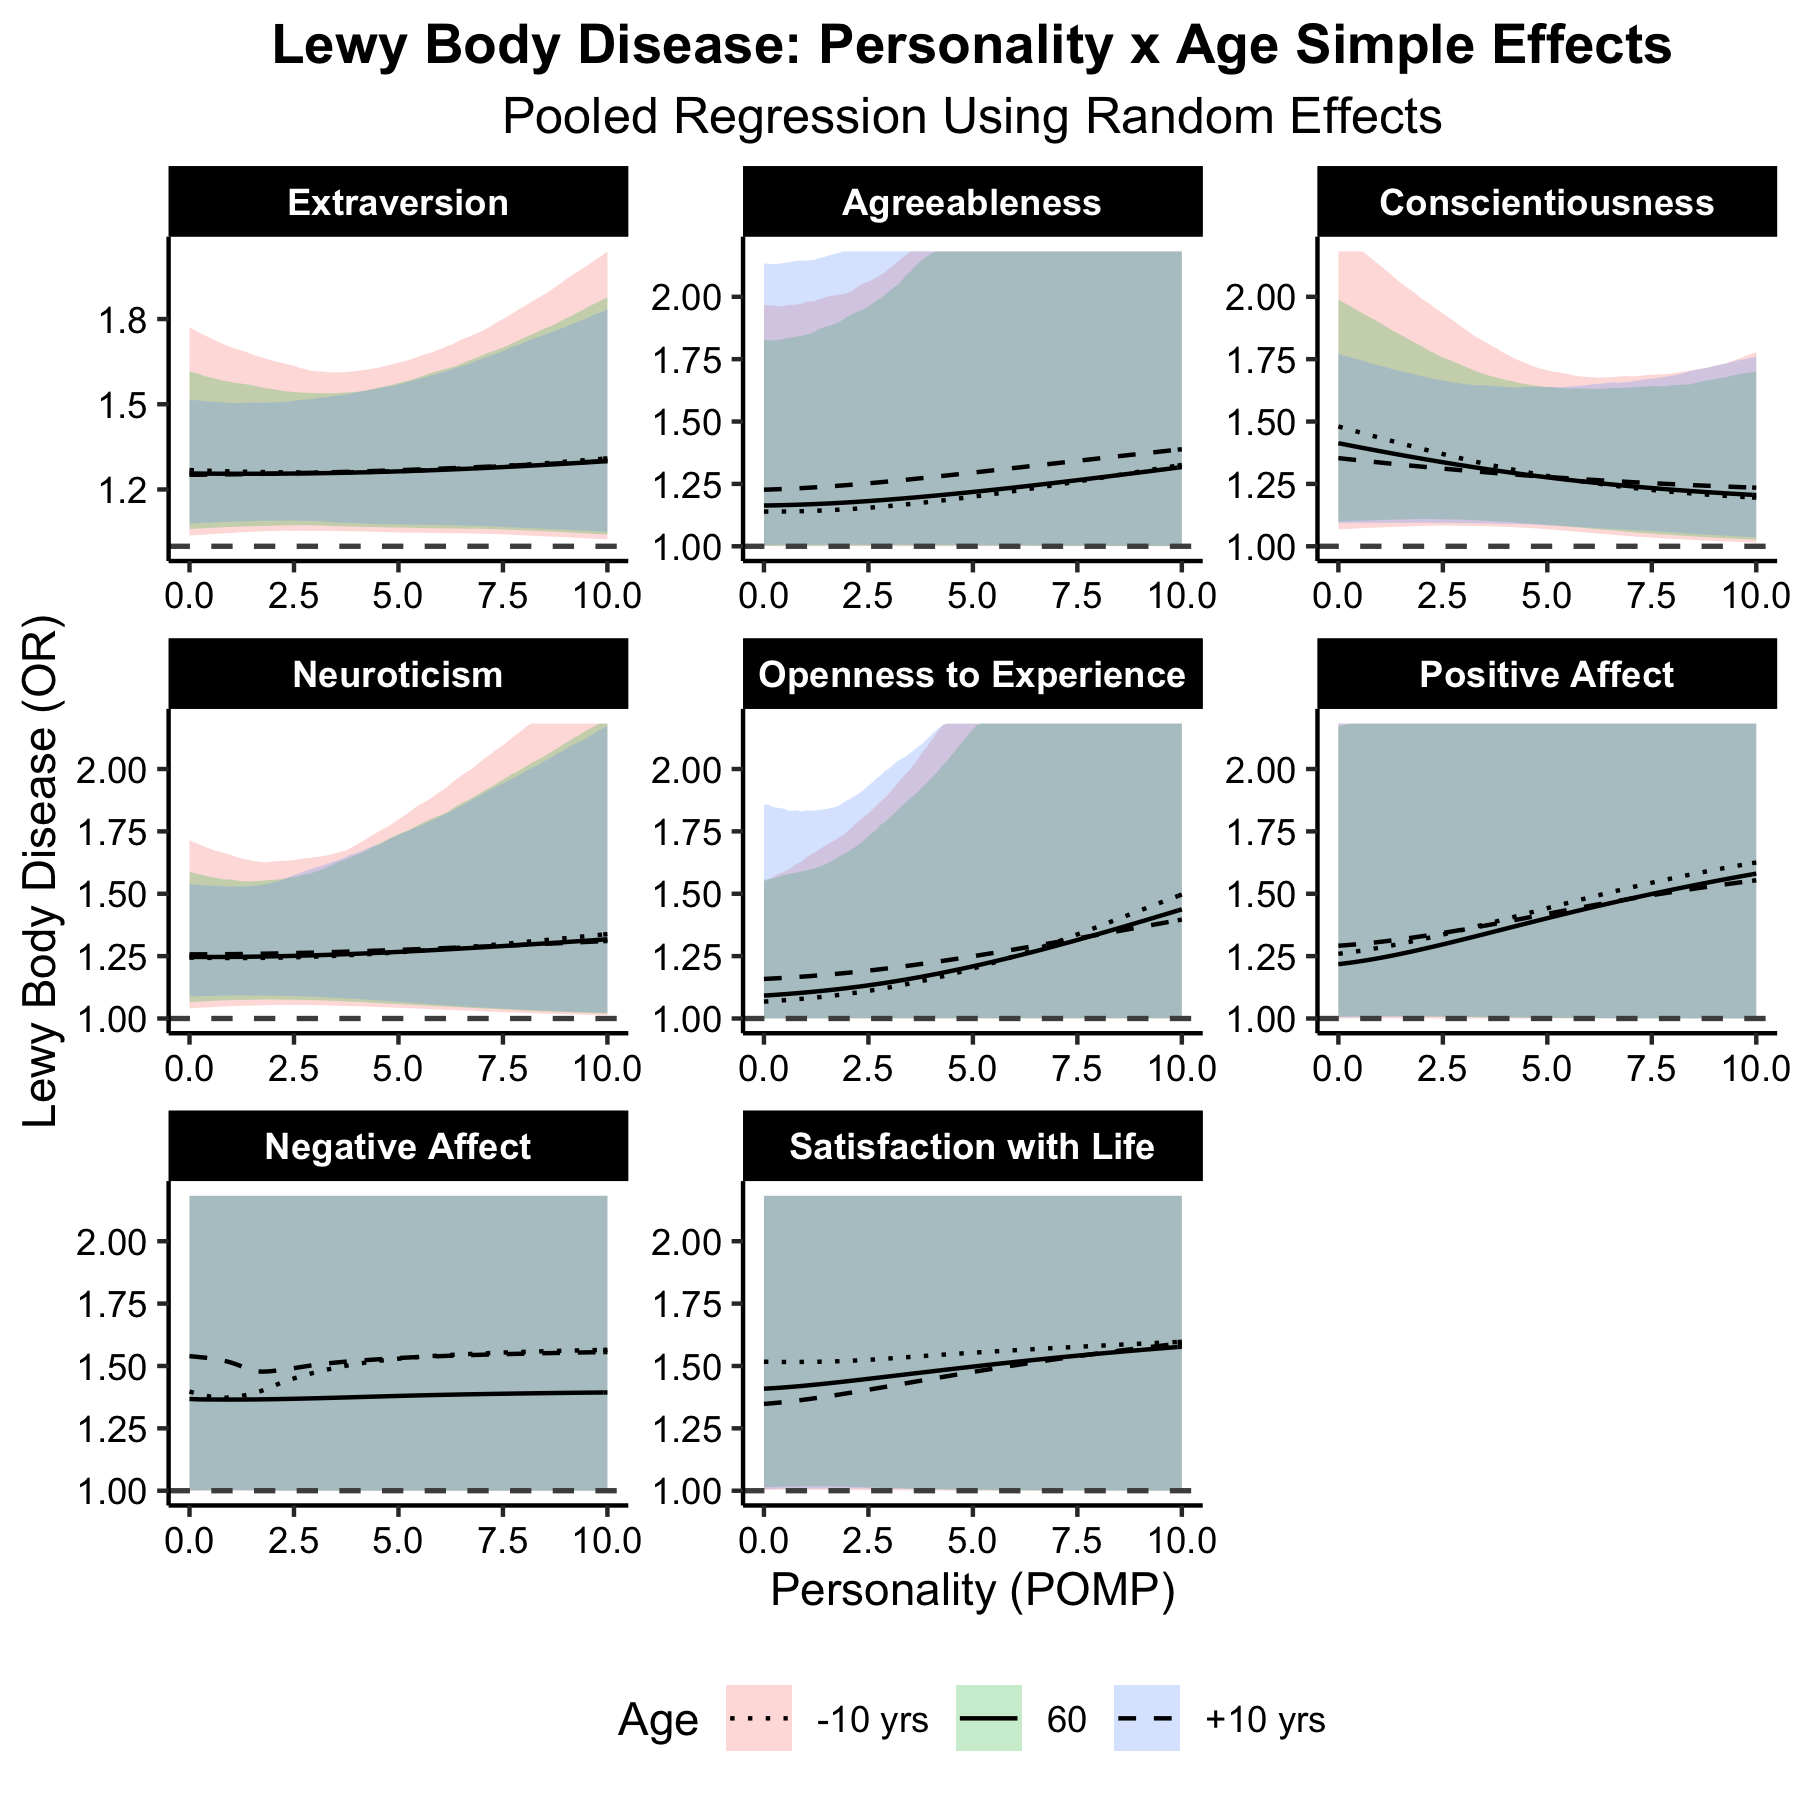 Lewy Body Disease: Personality x Age Simple Effects
Pooled Regression Using Random Effects
Extraversion
Agreeableness
Conscientiousness
1.8
1.5
1.2
2.00
1.75
1.50
1.25
1.00
2.00
1.75
1.50
1.25
1.00
0.0 2.5 5.0 7.5 10.0
0.0 2.5 5.0 7.5 10.0
0.0 2.5 5.0 7.5 10.0
Lewy Body Disease (OR)
Neuroticism
Openness to Experience
Positive Affect
2.00
1.75
1.50
1.25
1.00
2.00
1.75
1.50
1.25
1.00
2.00
1.75
1.50
1.25
1.00
0.0 2.5 5.0 7.5 10.0
0.0 2.5 5.0 7.5 10.0
0.0 2.5 5.0 7.5 10.0
Negative Affect
Satisfaction with Life
2.00
1.75
1.50
1.25
1.00
2.00
1.75
1.50
1.25
1.00
0.0 2.5 5.0 7.5 10.0
0.0 2.5 5.0 7.5 10.0
Personality (POMP)
Age -10 yrs 60 +10 yrs